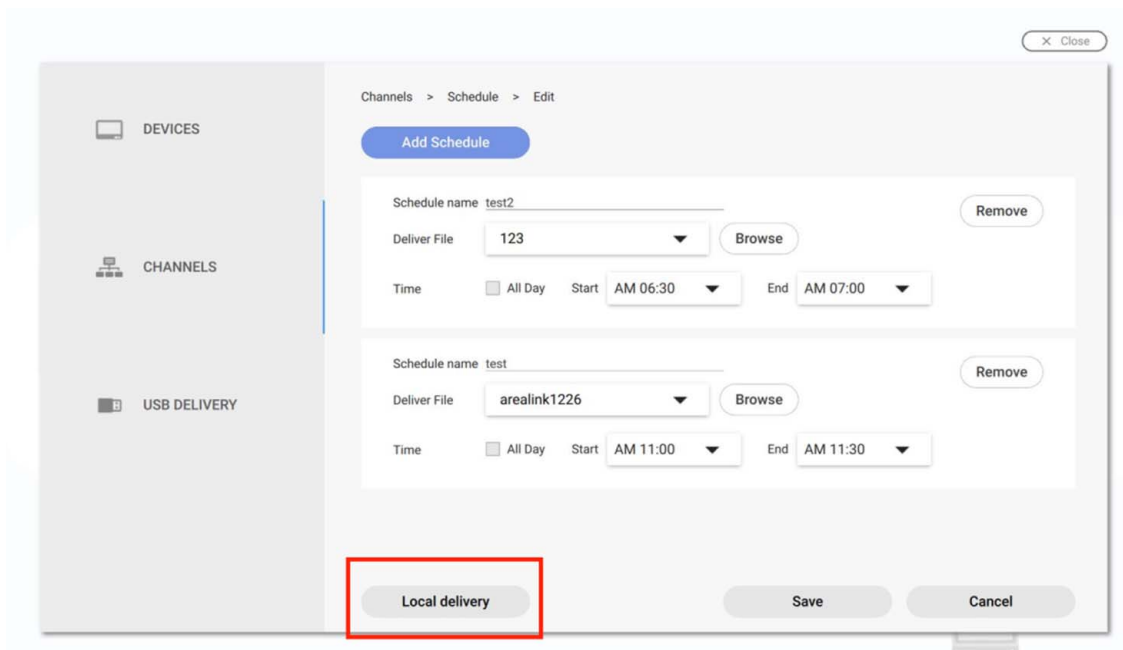 × Close
DEVICES
CHANNELS
USB DELIVERY
Channels > Schedule > Edit
Add Schedule
Schedule name test2
Remove
Deliver File 123 Browse
Time All Day Start AM 06:30 End AM 07:00
Schedule name test
Remove
Deliver File arealink1226 Browse
Time All Day Start AM 11:00 End AM 11:30
Local delivery Save Cancel